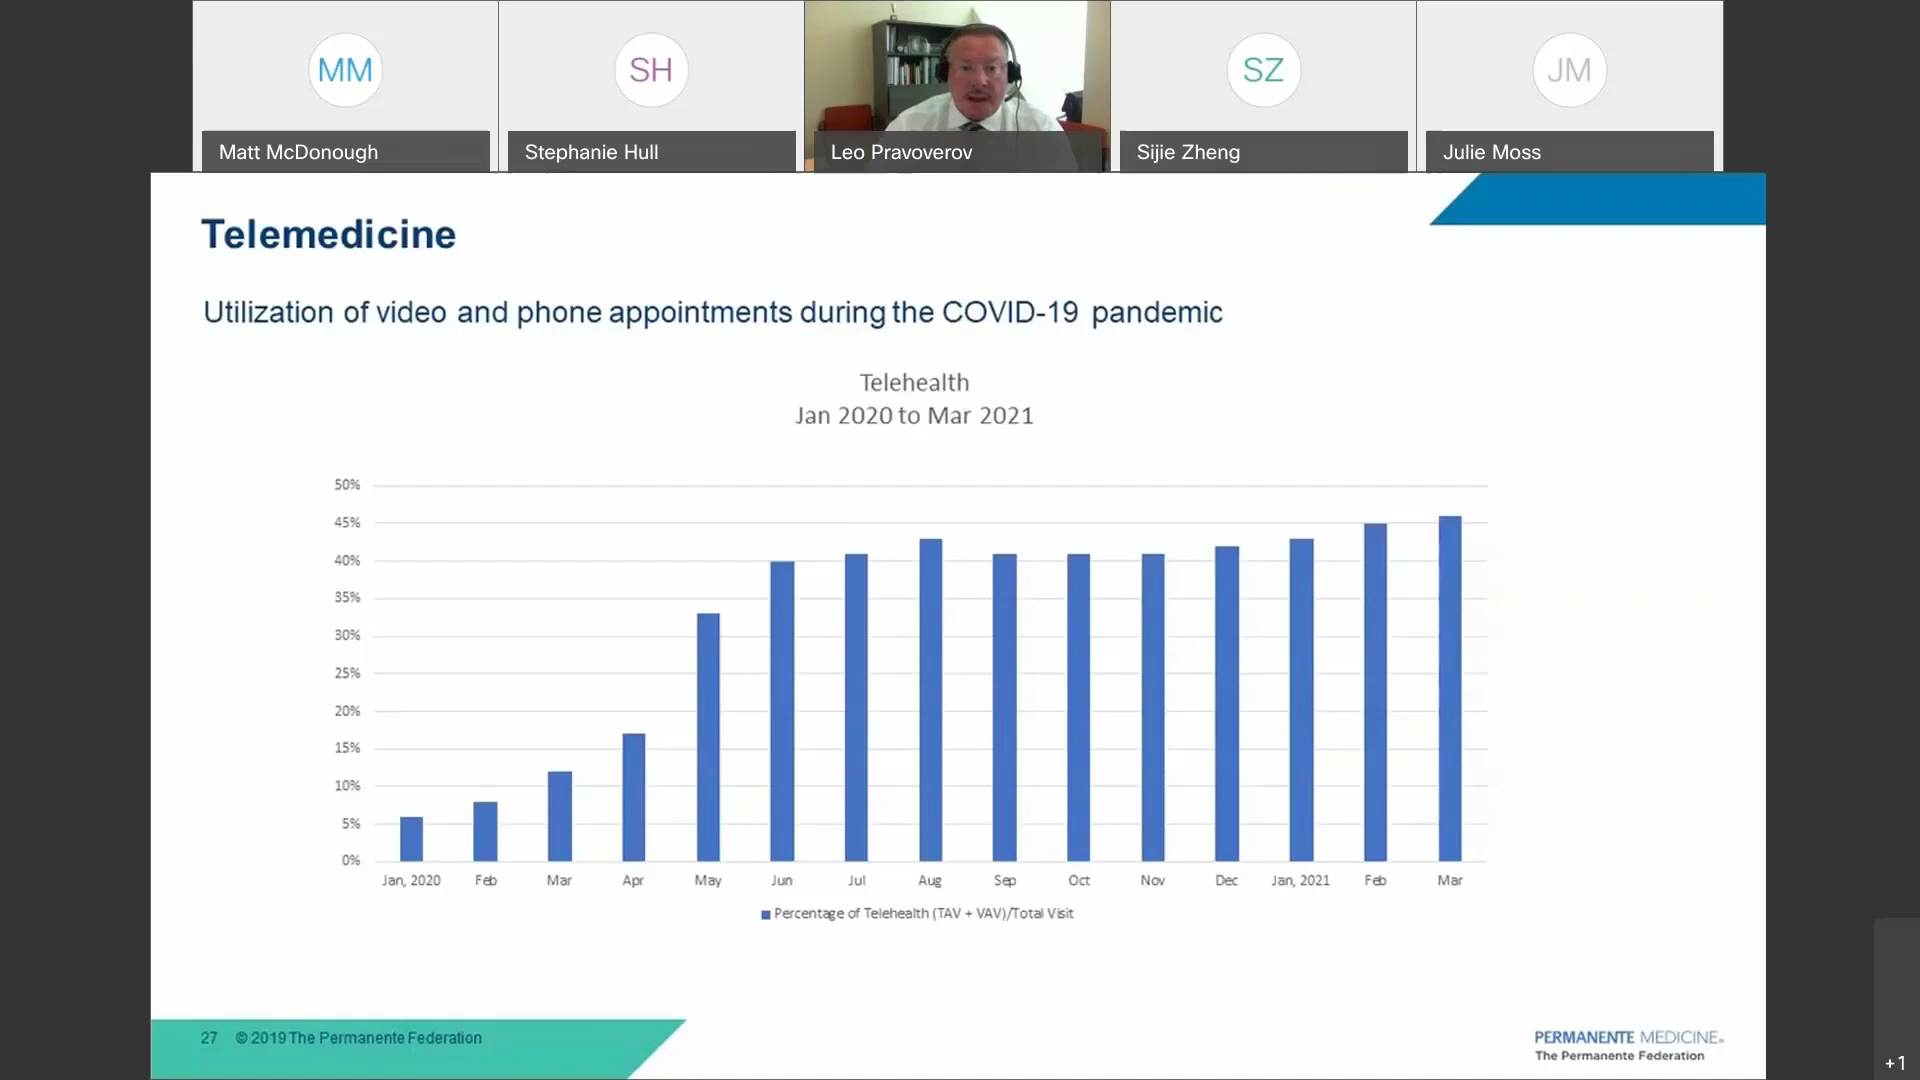 MM
SH
SZ
JM
Matt McDonough
Stephanie Hull
Leo Pravoverov
Sijie Zheng
Julie Moss
Telemedicine
Utilization of video and phone appointments during the COVID-19 pandemic
Telehealth
Jan 2020 to Mar 2021
50%
45%
40%
35%
30%
25%
20%
15%
10%
5%
0%
Jan, 2020 Feb Mar Apr May Jun Jul Aug Sep Oct Nov Dec Jan, 2021 Feb Mar
Percentage of Telehealth (TAV + VAV)/Total Visit
27 © 2019 The Permanente Federation
PERMANENTE MEDICINE®
The Permanente Federation
+1